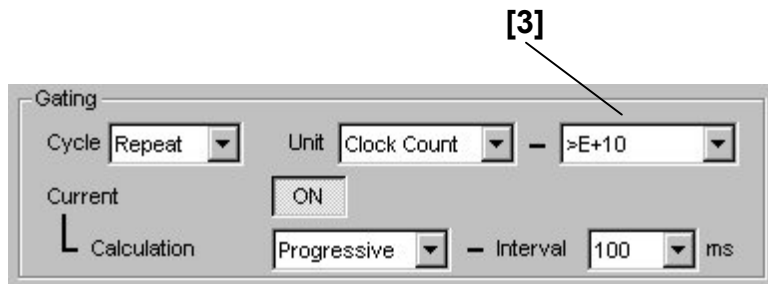 [3]
Gating
Cycle Repeat Unit Clock Count – >E+10
Current ON
Calculation Progressive – Interval 100 ms